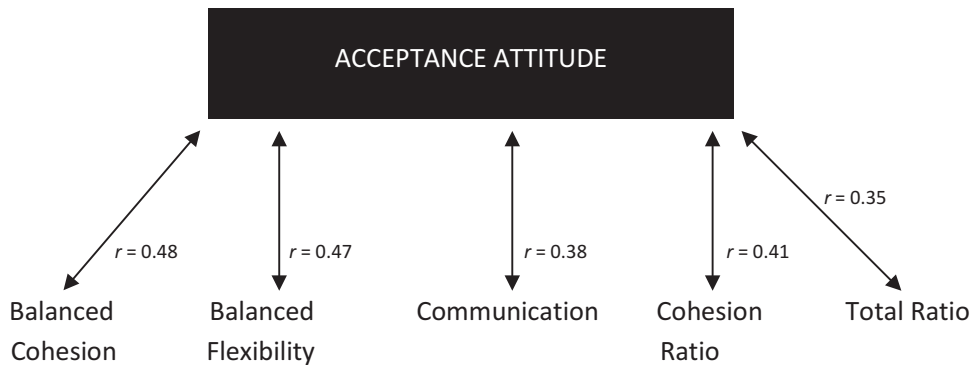 ACCEPTANCE ATTITUDE
r = 0.35
r = 0.48
r = 0.47
r = 0.38
r = 0.41
Balanced
Cohesion
Balanced
Flexibility
Communication
Cohesion
Ratio
Total Ratio